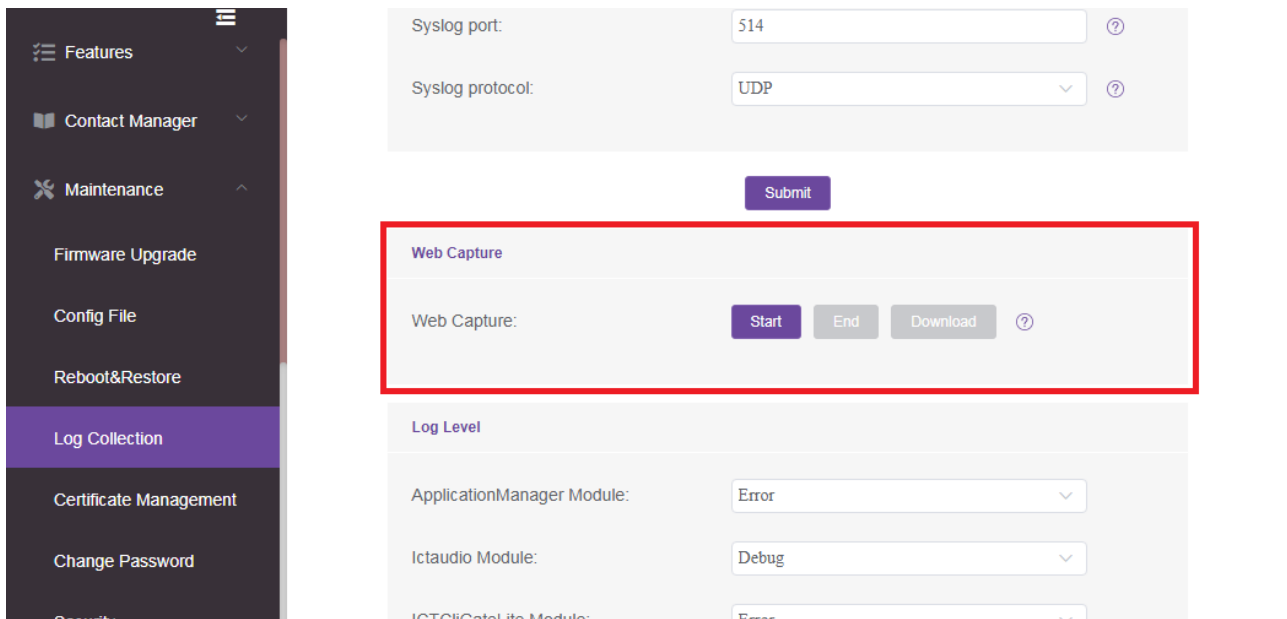 Features
Contact Manager
Maintenance
Firmware Upgrade
Config File
Reboot&Restore
Log Collection
Certificate Management
Change Password
Security
Syslog port: 514
Syslog protocol: UDP
Submit
Web Capture
Web Capture: Start End Download
Log Level
ApplicationManager Module: Error
Ictaudio Module: Debug
Error